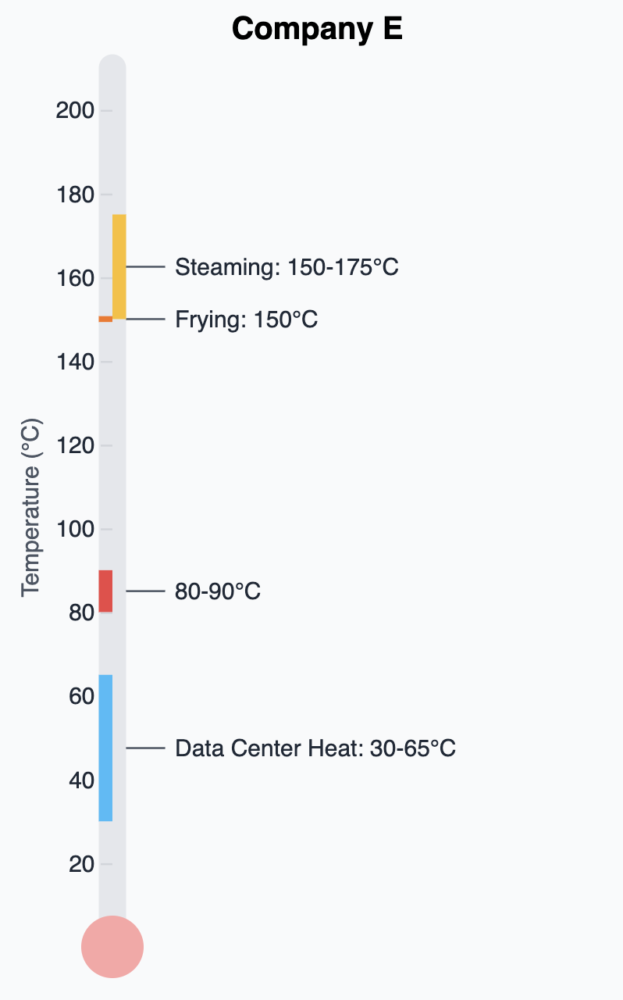 Company E
200
180
Steaming: 150-175°C
160
Frying: 150°C
140
120
Temperature (°C)
100
80-90°C
80
60
Data Center Heat: 30-65°C
40
20